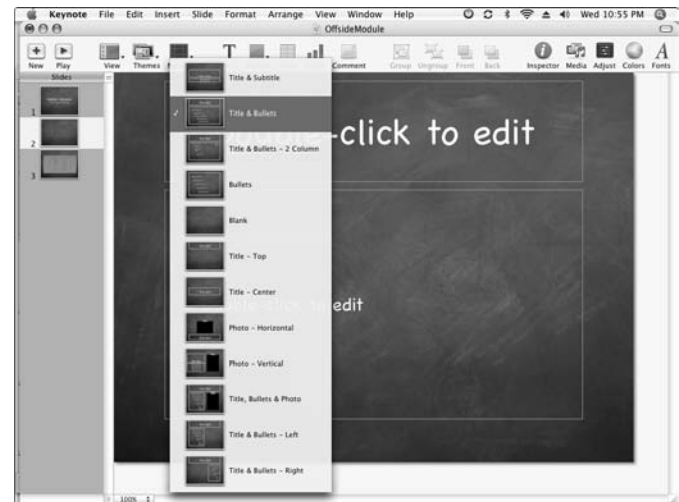 Keynote File Edit Insert Slide Format Arrange View Window Help Wed 10:55 PM
OffsideModule
New Play View Themes Comment Group Ungroup Front Back Inspector Media Adjust Colors Fonts
Slides
Title & Subtitle
Title & Bullets
-click to edit
Title & Bullets - 2 Column
Bullets
Blank
Title - Top
Title - Center
edit
Photo - Horizontal
Photo - Vertical
Title, Bullets & Photo
Title & Bullets - Left
Title & Bullets - Right
1
2
3
100%